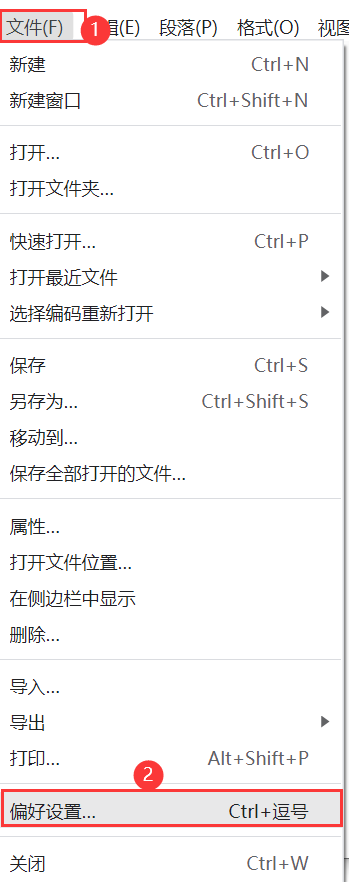 文件(F) 1 辑(E) 段落(P) 格式(O) 视图
新建 Ctrl+N
新建窗口 Ctrl+Shift+N
打开... Ctrl+O
打开文件夹...
快速打开... Ctrl+P
打开最近文件
选择编码重新打开
保存 Ctrl+S
另存为... Ctrl+Shift+S
移动到...
保存全部打开的文件...
属性...
打开文件位置...
在侧边栏中显示
删除...
导入...
导出
打印... Alt+Shift+P
2
偏好设置... Ctrl+逗号
关闭 Ctrl+W